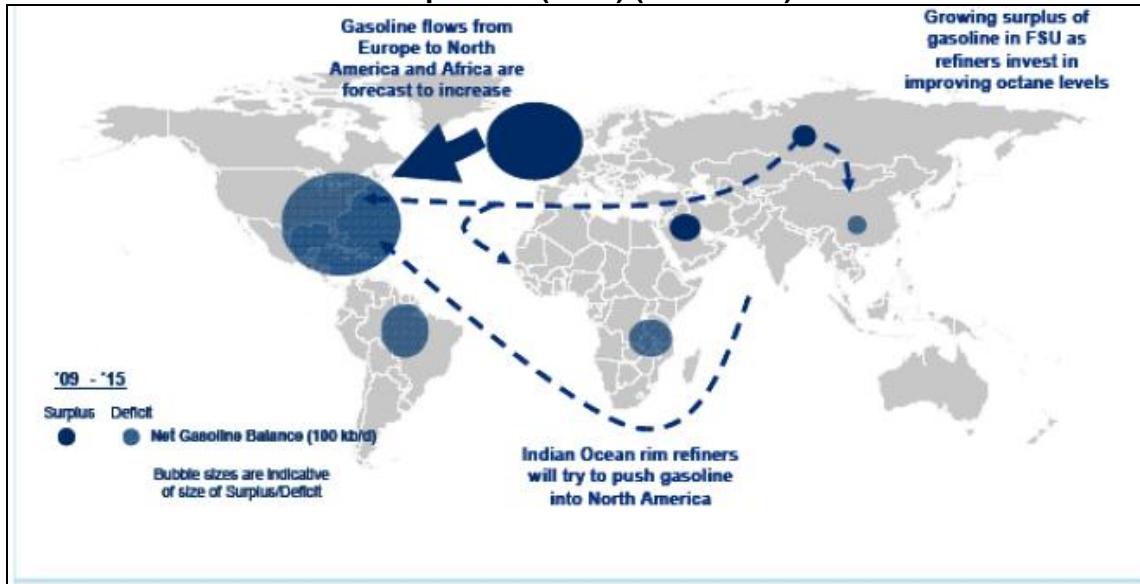 Gasoline flows from
Europe to North
America and Africa are
forecast to increase
Growing surplus of
gasoline in FSU as
refiners invest in
improving octane levels
'09 - '15
Surplus Deficit
Net Gasoline Balance (100 kb/d)
Bubble sizes are indicative
of size of Surplus/Deficit
Indian Ocean rim refiners
will try to push gasoline
into North America